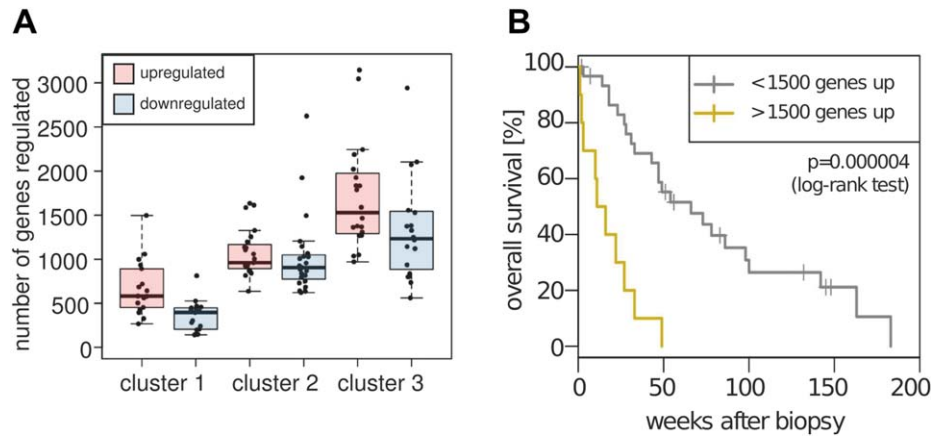 A
number of genes regulated
3000
2500
2000
1500
1000
500
0
upregulated
downregulated
cluster 1 cluster 2 cluster 3
B
overall survival [%]
100
80
60
40
20
0
<1500 genes up
>1500 genes up
p=0.000004
(log-rank test)
0 50 100 150 200
weeks after biopsy